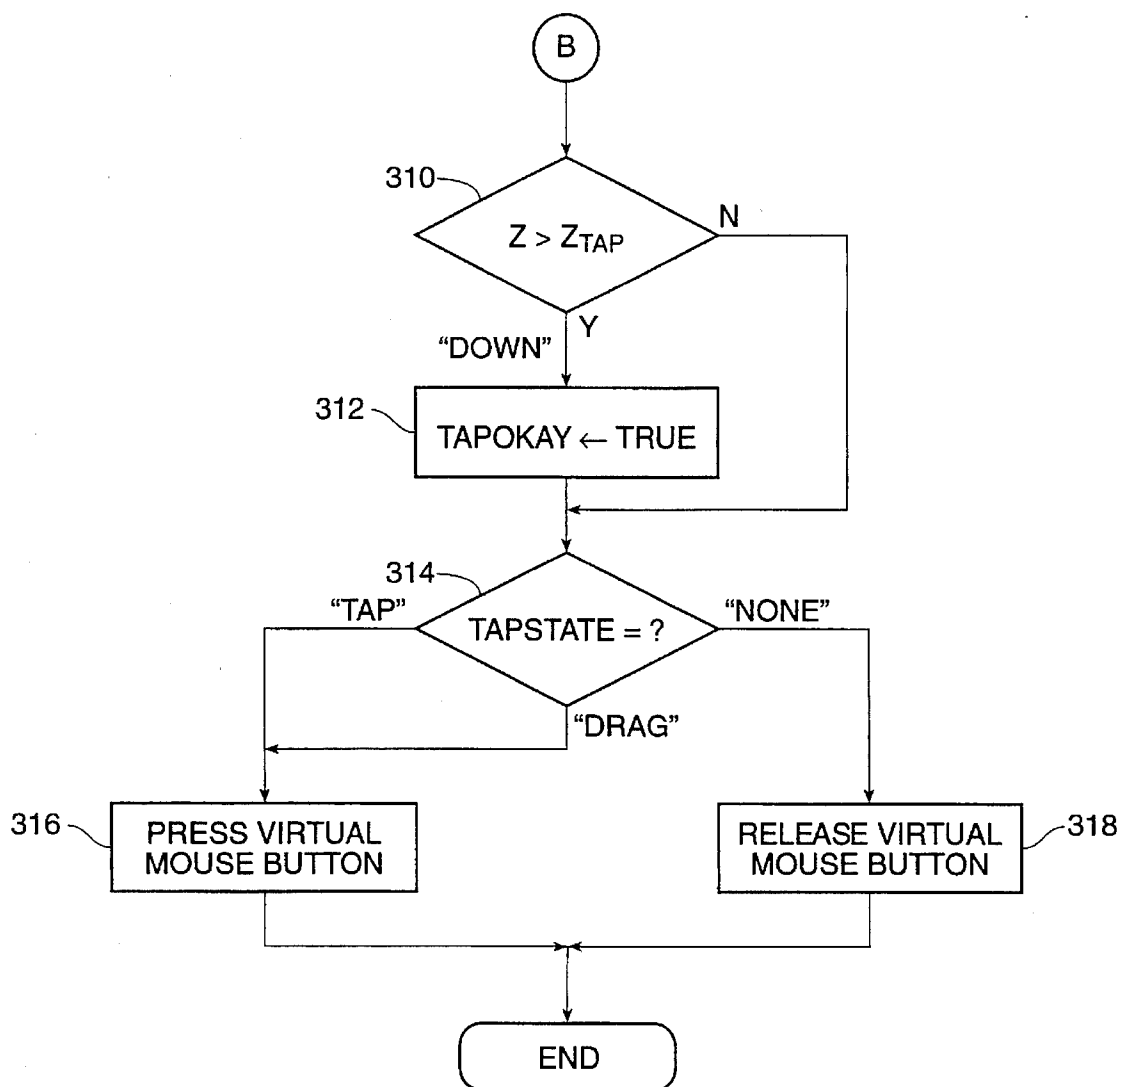 B
310
N
Z > ZTAP
Y
“DOWN”
312
TAPOKAY ← TRUE
314
“TAP”
“NONE”
TAPSTATE = ?
“DRAG”
316
PRESS VIRTUAL
MOUSE BUTTON
RELEASE VIRTUAL
MOUSE BUTTON
318
END